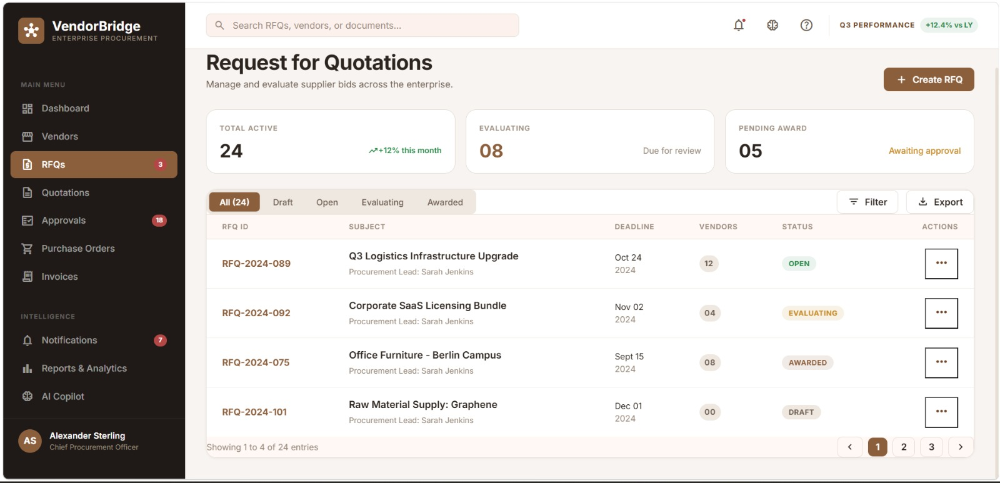 VendorBridge
ENTERPRISE PROCUREMENT
MAIN MENU
Dashboard
Vendors
RFQs 3
Quotations
Approvals 18
Purchase Orders
Invoices
INTELLIGENCE
Notifications 7
Reports & Analytics
AI Copilot
AS
Alexander Sterling
Chief Procurement Officer
Search RFQs, vendors, or documents...
Q3 PERFORMANCE +12.4% vs LY
Request for Quotations
Manage and evaluate supplier bids across the enterprise.
+ Create RFQ
TOTAL ACTIVE
24 +12% this month
EVALUATING
08 Due for review
PENDING AWARD
05 Awaiting approval
All (24) Draft Open Evaluating Awarded Filter Export
RFQ ID SUBJECT DEADLINE VENDORS STATUS ACTIONS
RFQ-2024-089 Q3 Logistics Infrastructure Upgrade Oct 24 12 OPEN •••
Procurement Lead: Sarah Jenkins 2024
RFQ-2024-092 Corporate SaaS Licensing Bundle Nov 02 04 EVALUATING •••
Procurement Lead: Sarah Jenkins 2024
RFQ-2024-075 Office Furniture - Berlin Campus Sept 15 08 AWARDED •••
Procurement Lead: Sarah Jenkins 2024
RFQ-2024-101 Raw Material Supply: Graphene Dec 01 00 DRAFT •••
Procurement Lead: Sarah Jenkins 2024
Showing 1 to 4 of 24 entries ‹ 1 2 3 ›